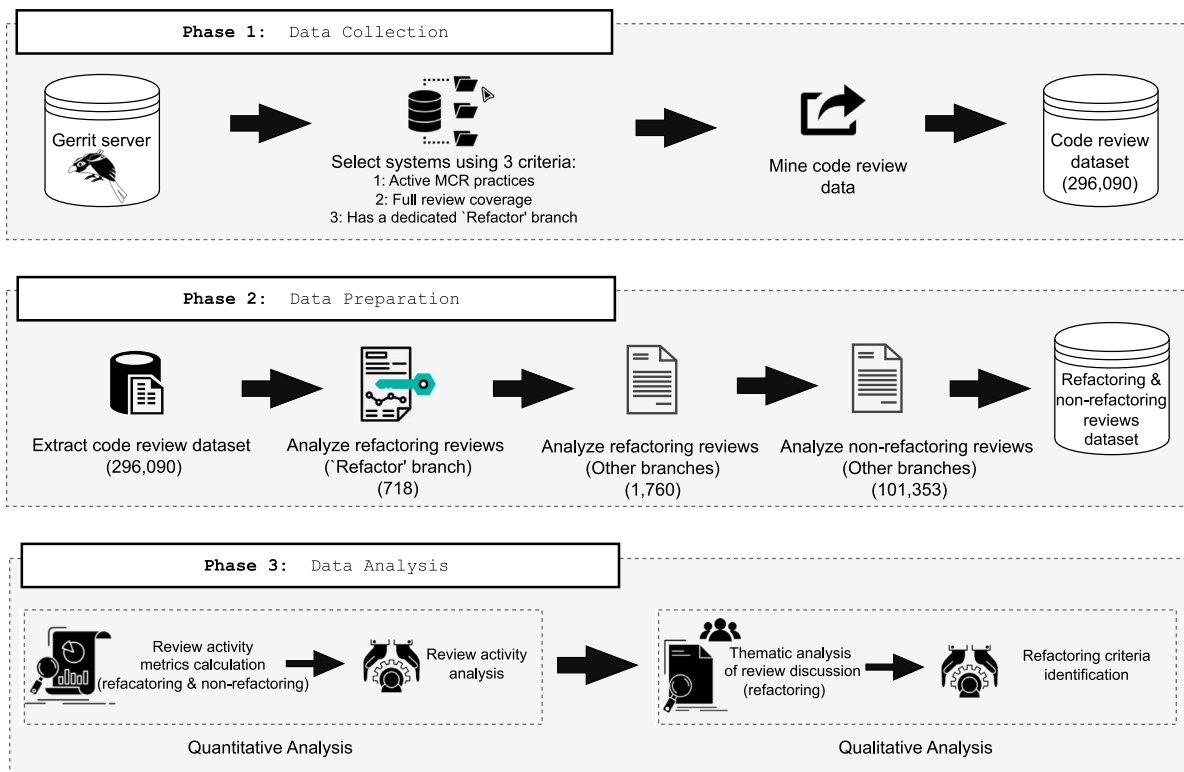 Phase 1: Data Collection
Gerrit server
Select systems using 3 criteria:
1: Active MCR practices
2: Full review coverage
3: Has a dedicated `Refactor' branch
Mine code review
data
Code review
dataset
(296,090)
Phase 2: Data Preparation
Extract code review dataset
(296,090)
Analyze refactoring reviews
(`Refactor' branch)
(718)
Analyze refactoring reviews
(Other branches)
(1,760)
Analyze non-refactoring reviews
(Other branches)
(101,353)
Refactoring &
non-refactoring
reviews
dataset
Phase 3: Data Analysis
Review activity
metrics calculation
(refacatoring & non-refactoring)
Review activity
analysis
Quantitative Analysis
Thematic analysis
of review discussion
(refactoring)
Refactoring criteria
identification
Qualitative Analysis